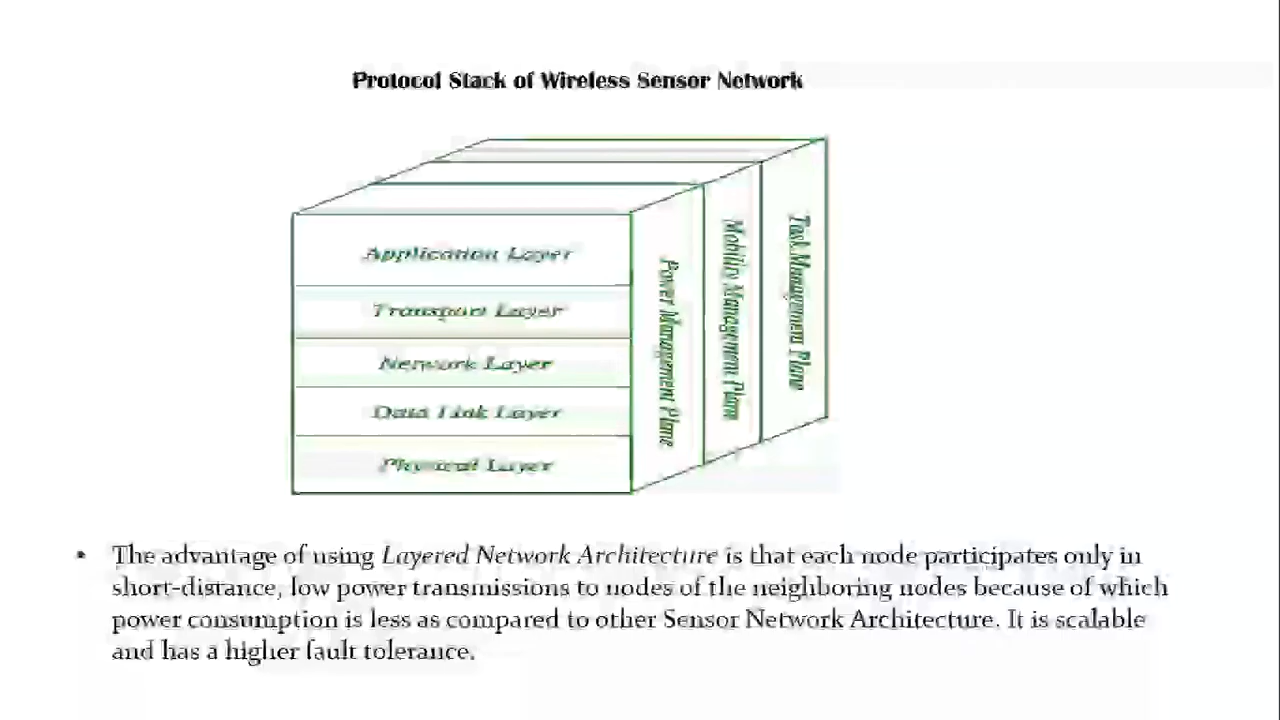 Protocol Stack of Wireless Sensor Network
Application Layer
Transport Layer
Network Layer
Data Link Layer
Physical Layer
Power Management Plane
Mobility Management Plane
Task Management Plane
• The advantage of using Layered Network Architecture is that each node participates only in
short-distance, low power transmissions to nodes of the neighboring nodes because of which
power consumption is less as compared to other Sensor Network Architecture. It is scalable
and has a higher fault tolerance.